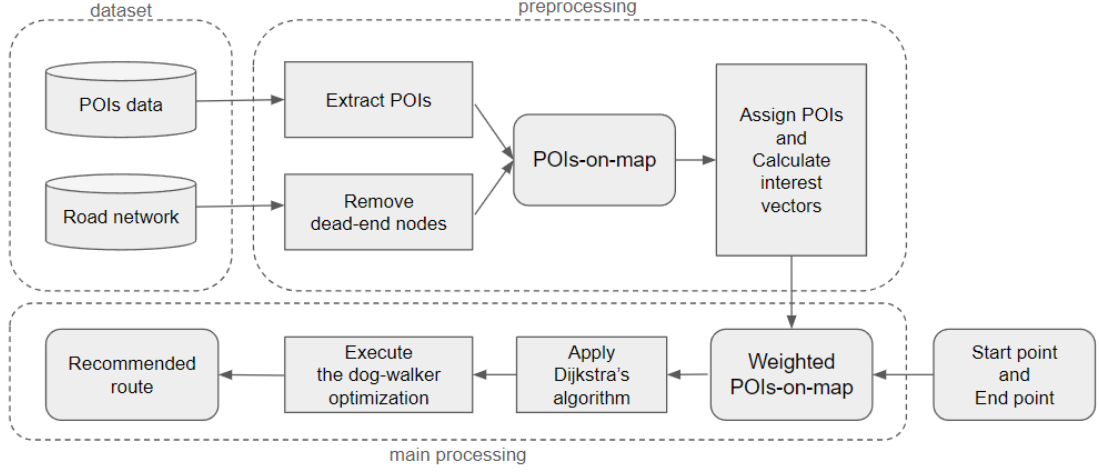 dataset
preprocessing
POIs data
Extract POIs
POIs-on-map
Assign POIs
and
Calculate
interest
vectors
Road network
Remove
dead-end nodes
Recommended
route
Execute
the dog-walker
optimization
Apply
Dijkstra's
algorithm
Weighted
POIs-on-map
Start point
and
End point
main processing